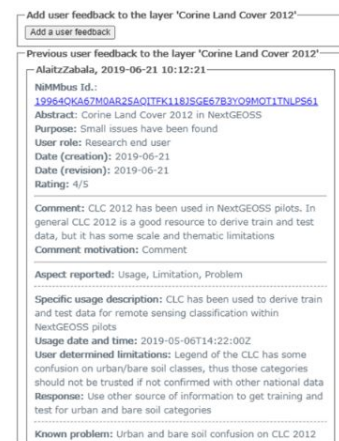 Add user feedback to the layer 'Corine Land Cover 2012'
Add a user feedback
Previous user feedback to the layer 'Corine Land Cover 2012'
AlaitzZabala, 2019-06-21 10:12:21
NiMMbus Id.:
19964QKA67M0AR2SAQITFK118JSGE67B3YO9MOT1TNLPS61
Abstract: Corine Land Cover 2012 in NextGEOSS
Purpose: Small issues have been found
User role: Research end user
Date (creation): 2019-06-21
Date (revision): 2019-06-21
Rating: 4/5
Comment: CLC 2012 has been used in NextGEOSS pilots. In
general CLC 2012 is a good resource to derive train and test
data, but it has some scale and thematic limitations
Comment motivation: Comment
Aspect reported: Usage, Limitation, Problem
Specific usage description: CLC has been used to derive train
and test data for remote sensing classification within
NextGEOSS pilots
Usage date and time: 2019-05-06T14:22:00Z
User determined limitations: Legend of the CLC has some
confusion on urban/bare soil classes, thus those categories
should not be trusted if not confirmed with other national data
Response: Use other source of information to get training and
test for urban and bare soil categories
Known problem: Urban and bare soil confusion on CLC 2012